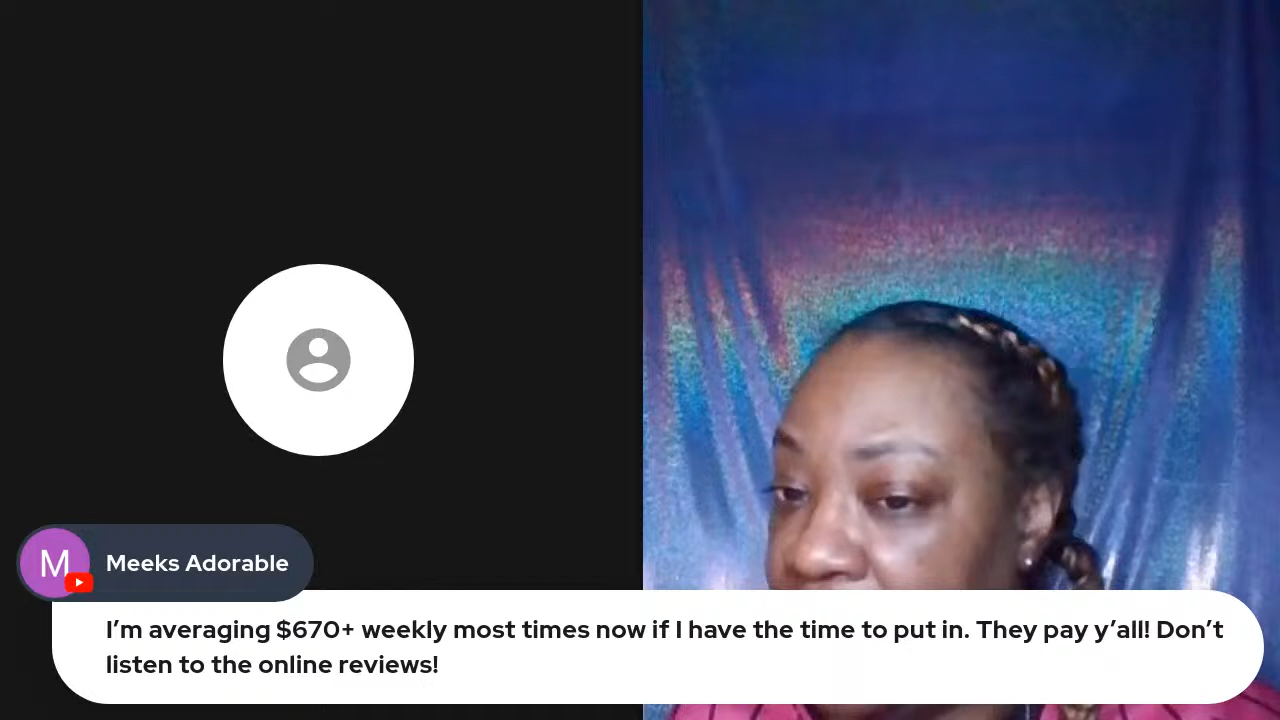 M
Meeks Adorable
I’m averaging $670+ weekly most times now if I have the time to put in. They pay y’all! Don’t
listen to the online reviews!